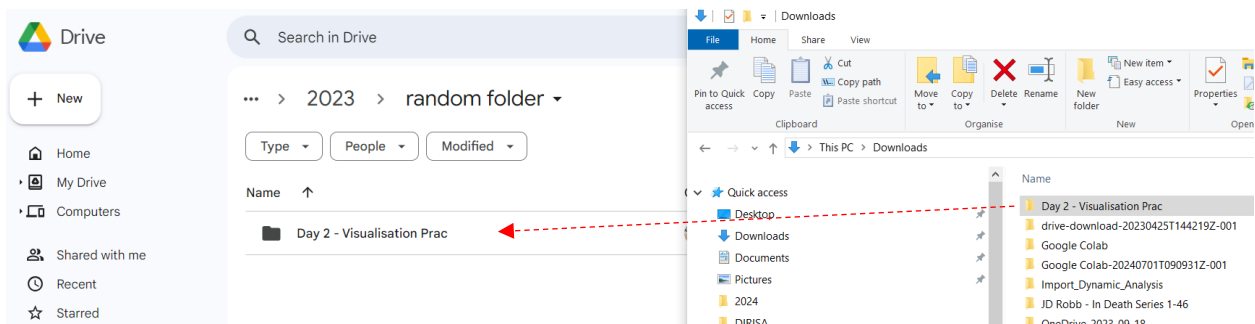 Drive
Search in Drive
New
Home
My Drive
Computers
Shared with me
Recent
Starred
... > 2023 > random folder
Type
People
Modified
Name
Day 2 - Visualisation Prac
Downloads
File Home Share View
Pin to Quick access
Copy
Paste
Cut
Copy path
Paste shortcut
Clipboard
Move to
Copy to
Delete
Rename
Organise
New folder
New item
Easy access
New
Properties
Open
This PC > Downloads
Quick access
Desktop
Downloads
Documents
Pictures
2024
DIRISA
Name
Day 2 - Visualisation Prac
drive-download-20230425T144219Z-001
Google Colab
Google Colab-20240701T090931Z-001
Import_Dynamic_Analysis
JD Robb - In Death Series 1-46
OneDrive_2023_09_18